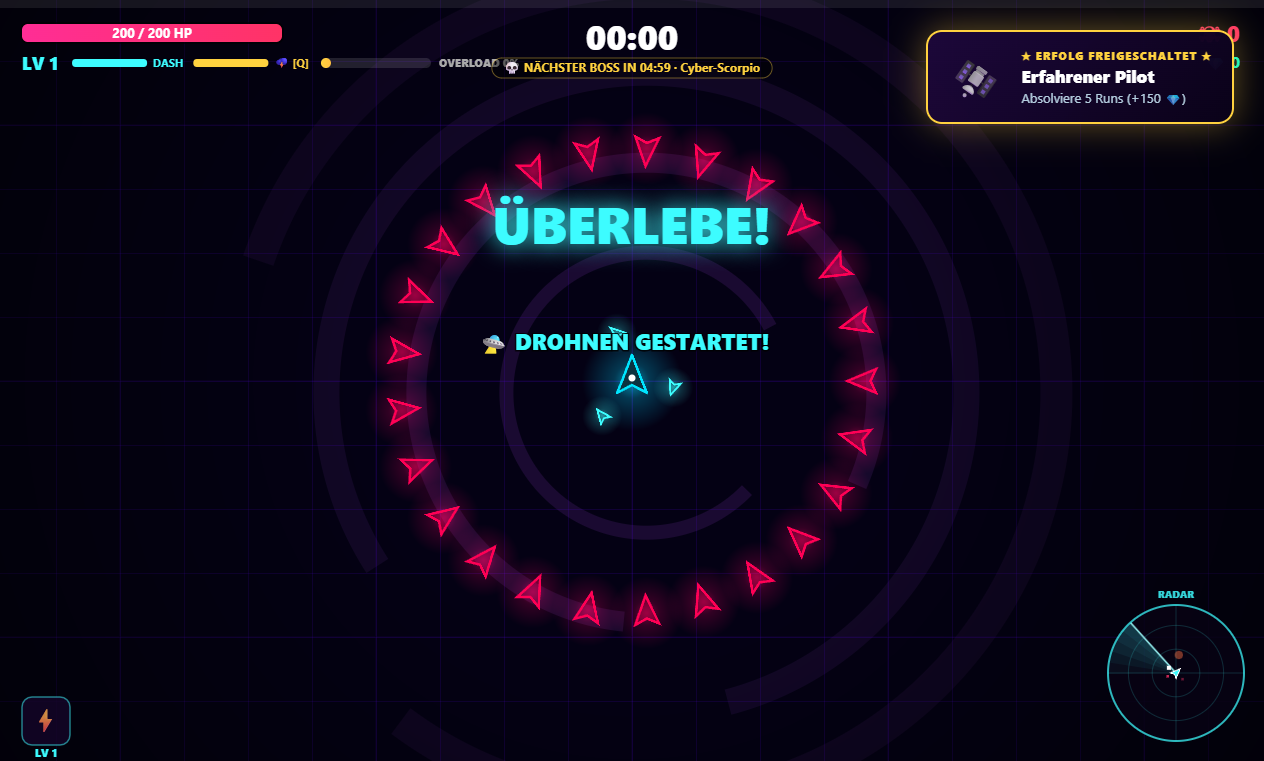 200 / 200 HP
LV 1
DASH
[Q]
OVERLOAD
00:00
💀 NÄCHSTER BOSS IN 04:59 · Cyber-Scorpio
★ ERFOLG FREIGESCHALTET ★
Erfahrener Pilot
Absolviere 5 Runs (+150 💎)
0
ÜBERLEBE!
🛸 DROHNEN GESTARTET!
RADAR
LV 1